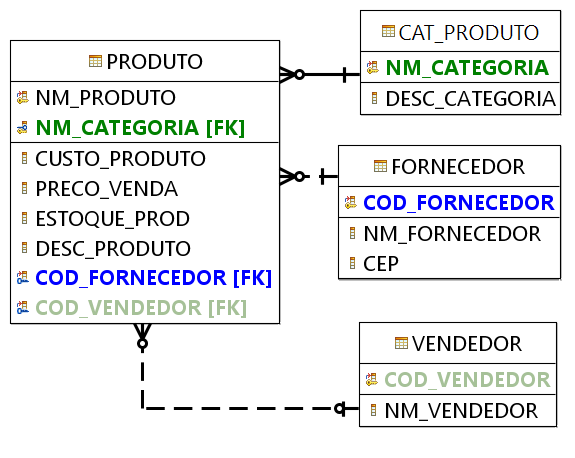 PRODUTO
NM_PRODUTO
NM_CATEGORIA [FK]
CUSTO_PRODUTO
PRECO_VENDA
ESTOQUE_PROD
DESC_PRODUTO
COD_FORNECEDOR [FK]
COD_VENDEDOR [FK]
CAT_PRODUTO
NM_CATEGORIA
DESC_CATEGORIA
FORNECEDOR
COD_FORNECEDOR
NM_FORNECEDOR
CEP
VENDEDOR
COD_VENDEDOR
NM_VENDEDOR